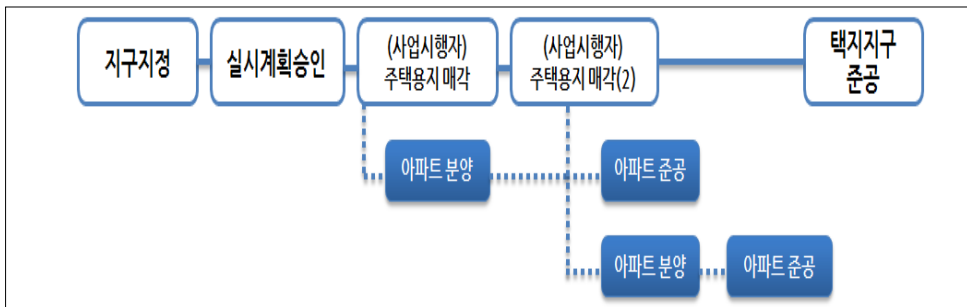 지구지정
실시계획승인
(사업시행자)
주택용지 매각
(사업시행자)
주택용지 매각(2)
택지지구
준공
아파트 분양
아파트 준공
아파트 분양
아파트 준공